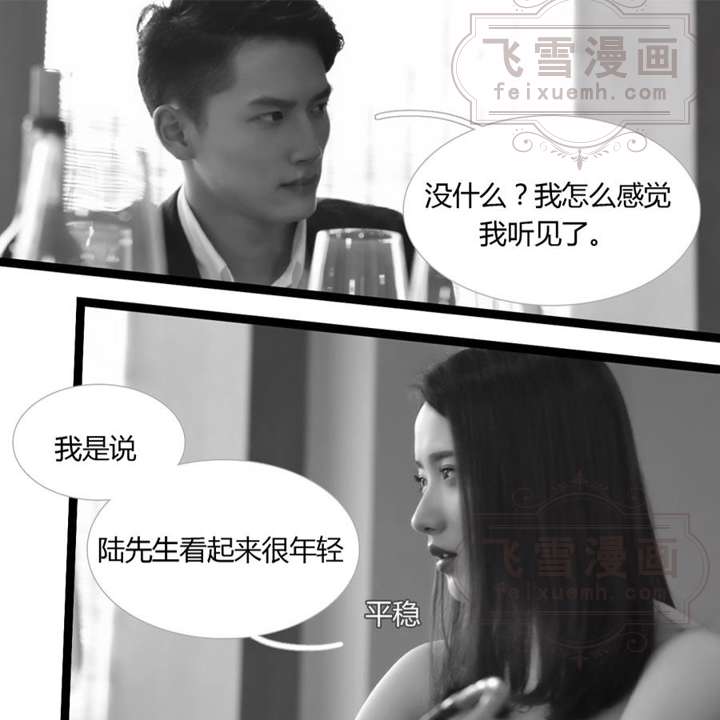 飞雪漫画
feixuemh.com
没什么？我怎么感觉
我听见了。
我是说
陆先生看起来很年轻
平稳
飞雪漫画
feixuemh.com